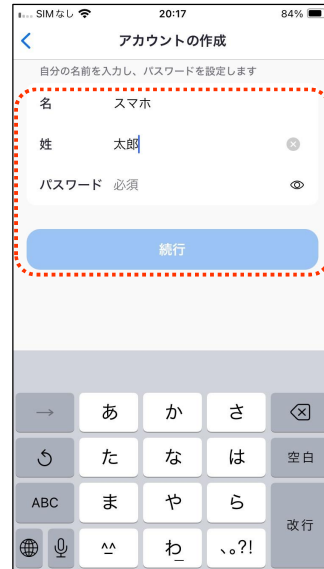 SIMなし 20:17 84%
アカウントの作成
自分の名前を入力し、パスワードを設定します
名 スマホ
姓 太郎
パスワード 必須
続行
→ あ か さ
た な は 空白
ABC ま や ら 改行
^^ わ_ 、。?!